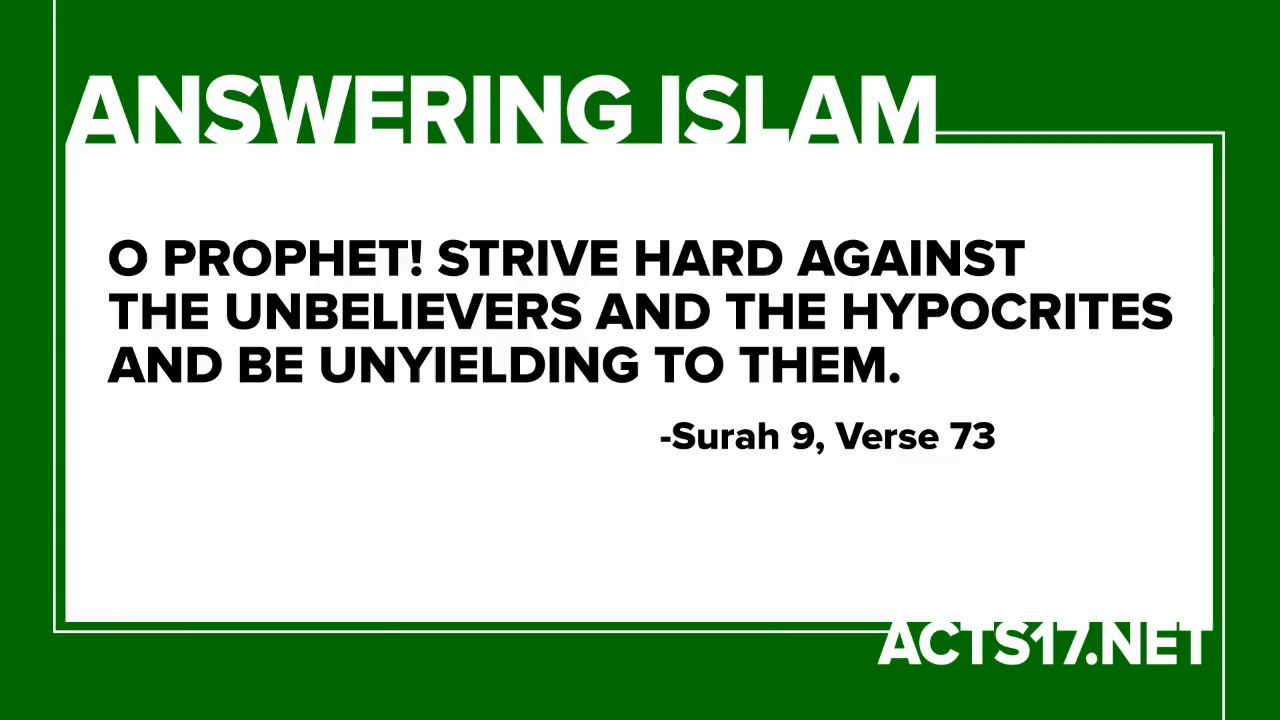 ANSWERING ISLAM
O PROPHET! STRIVE HARD AGAINST
THE UNBELIEVERS AND THE HYPOCRITES
AND BE UNYIELDING TO THEM.
-Surah 9, Verse 73
ACTS17.NET